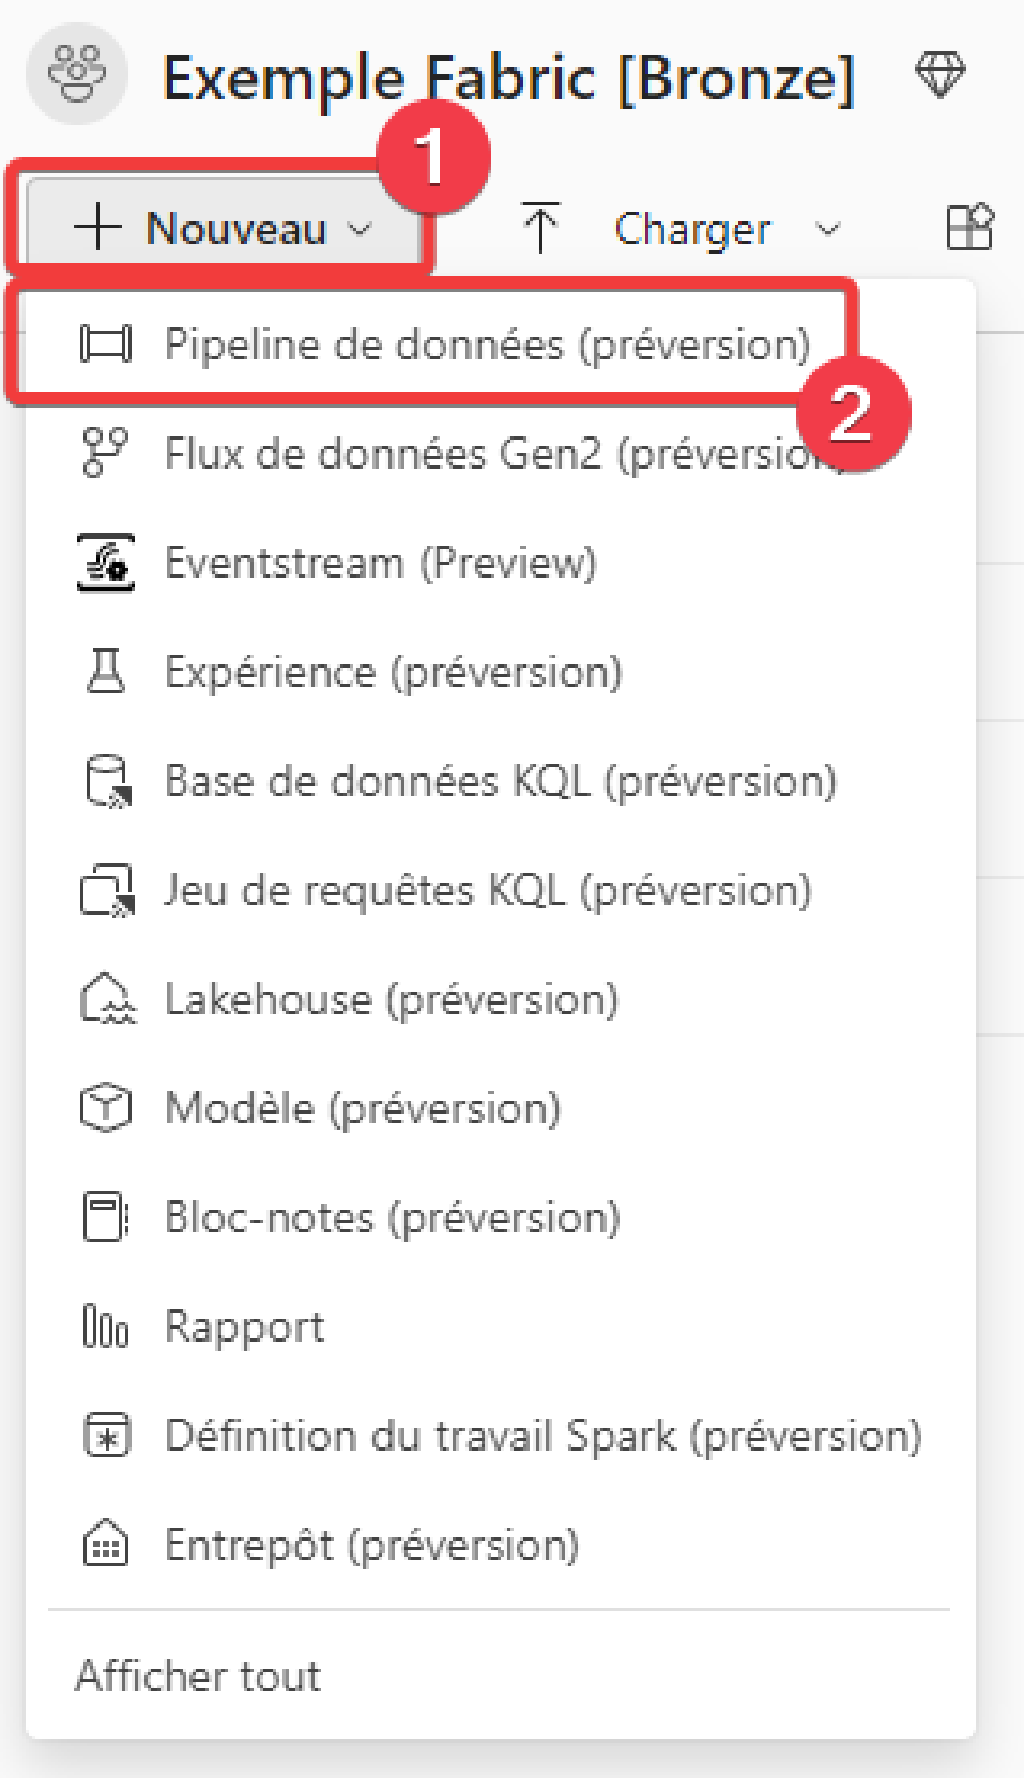 Exemple Fabric [Bronze]
1
Nouveau
Charger
Pipeline de données (préversion)
2
Flux de données Gen2
Eventstream (Preview)
Expérience (préversion)
Base de données KQL (préversion)
Jeu de requêtes KQL (préversion)
Lakehouse (préversion)
Modèle (préversion)
Bloc-notes (préversion)
Rapport
Définition du travail Spark (préversion)
Entrepôt (préversion)
Afficher tout